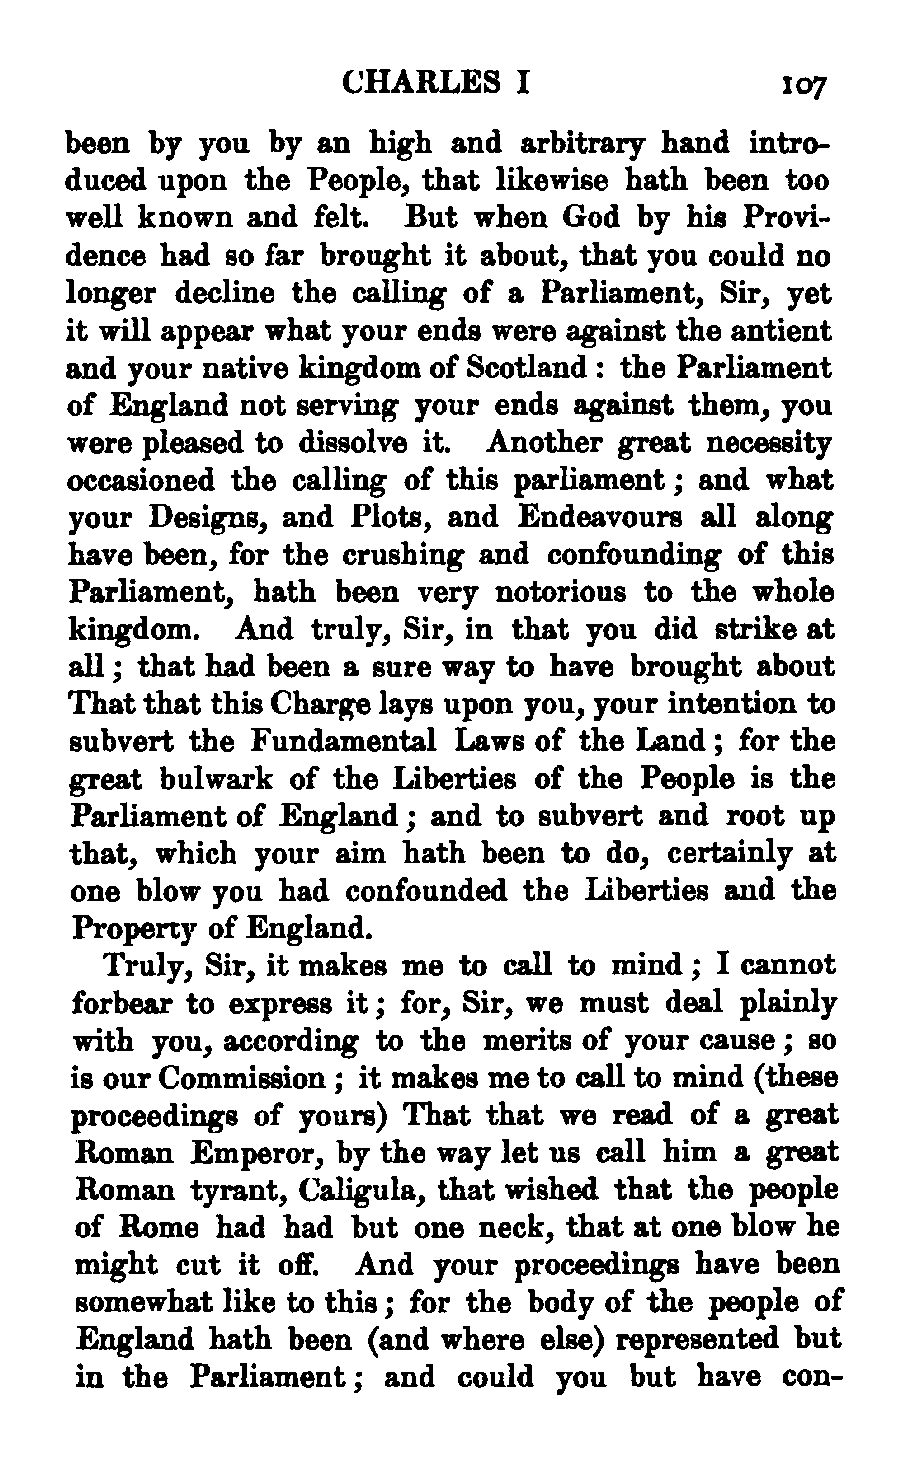 CHARLES I 107
been by you by an high and arbitrary hand intro-
duced upon the People, that likewise hath been too
well known and felt. But when God by his Provi-
dence had so far brought it about, that you could no
longer decline the calling of a Parliament, Sir, yet
it will appear what your ends were against the antient
and your native kingdom of Scotland : the Parliament
of England not serving your ends against them, you
were pleased to dissolve it. Another great necessity
occasioned the calling of this parliament ; and what
your Designs, and Plots, and Endeavours all along
have been, for the crushing and confounding of this
Parliament, hath been very notorious to the whole
kingdom. And truly, Sir, in that you did strike at
all ; that had been a sure way to have brought about
That that this Charge lays upon you, your intention to
subvert the Fundamental Laws of the Land ; for the
great bulwark of the Liberties of the People is the
Parliament of England ; and to subvert and root up
that, which your aim hath been to do, certainly at
one blow you had confounded the Liberties and the
Property of England.
Truly, Sir, it makes me to call to mind ; I cannot
forbear to express it ; for, Sir, we must deal plainly
with you, according to the merits of your cause ; so
is our Commission ; it makes me to call to mind (these
proceedings of yours) That that we read of a great
Roman Emperor, by the way let us call him a great
Roman tyrant, Caligula, that wished that the people
of Rome had had but one neck, that at one blow he
might cut it off. And your proceedings have been
somewhat like to this ; for the body of the people of
England hath been (and where else) represented but
in the Parliament ; and could you but have con-